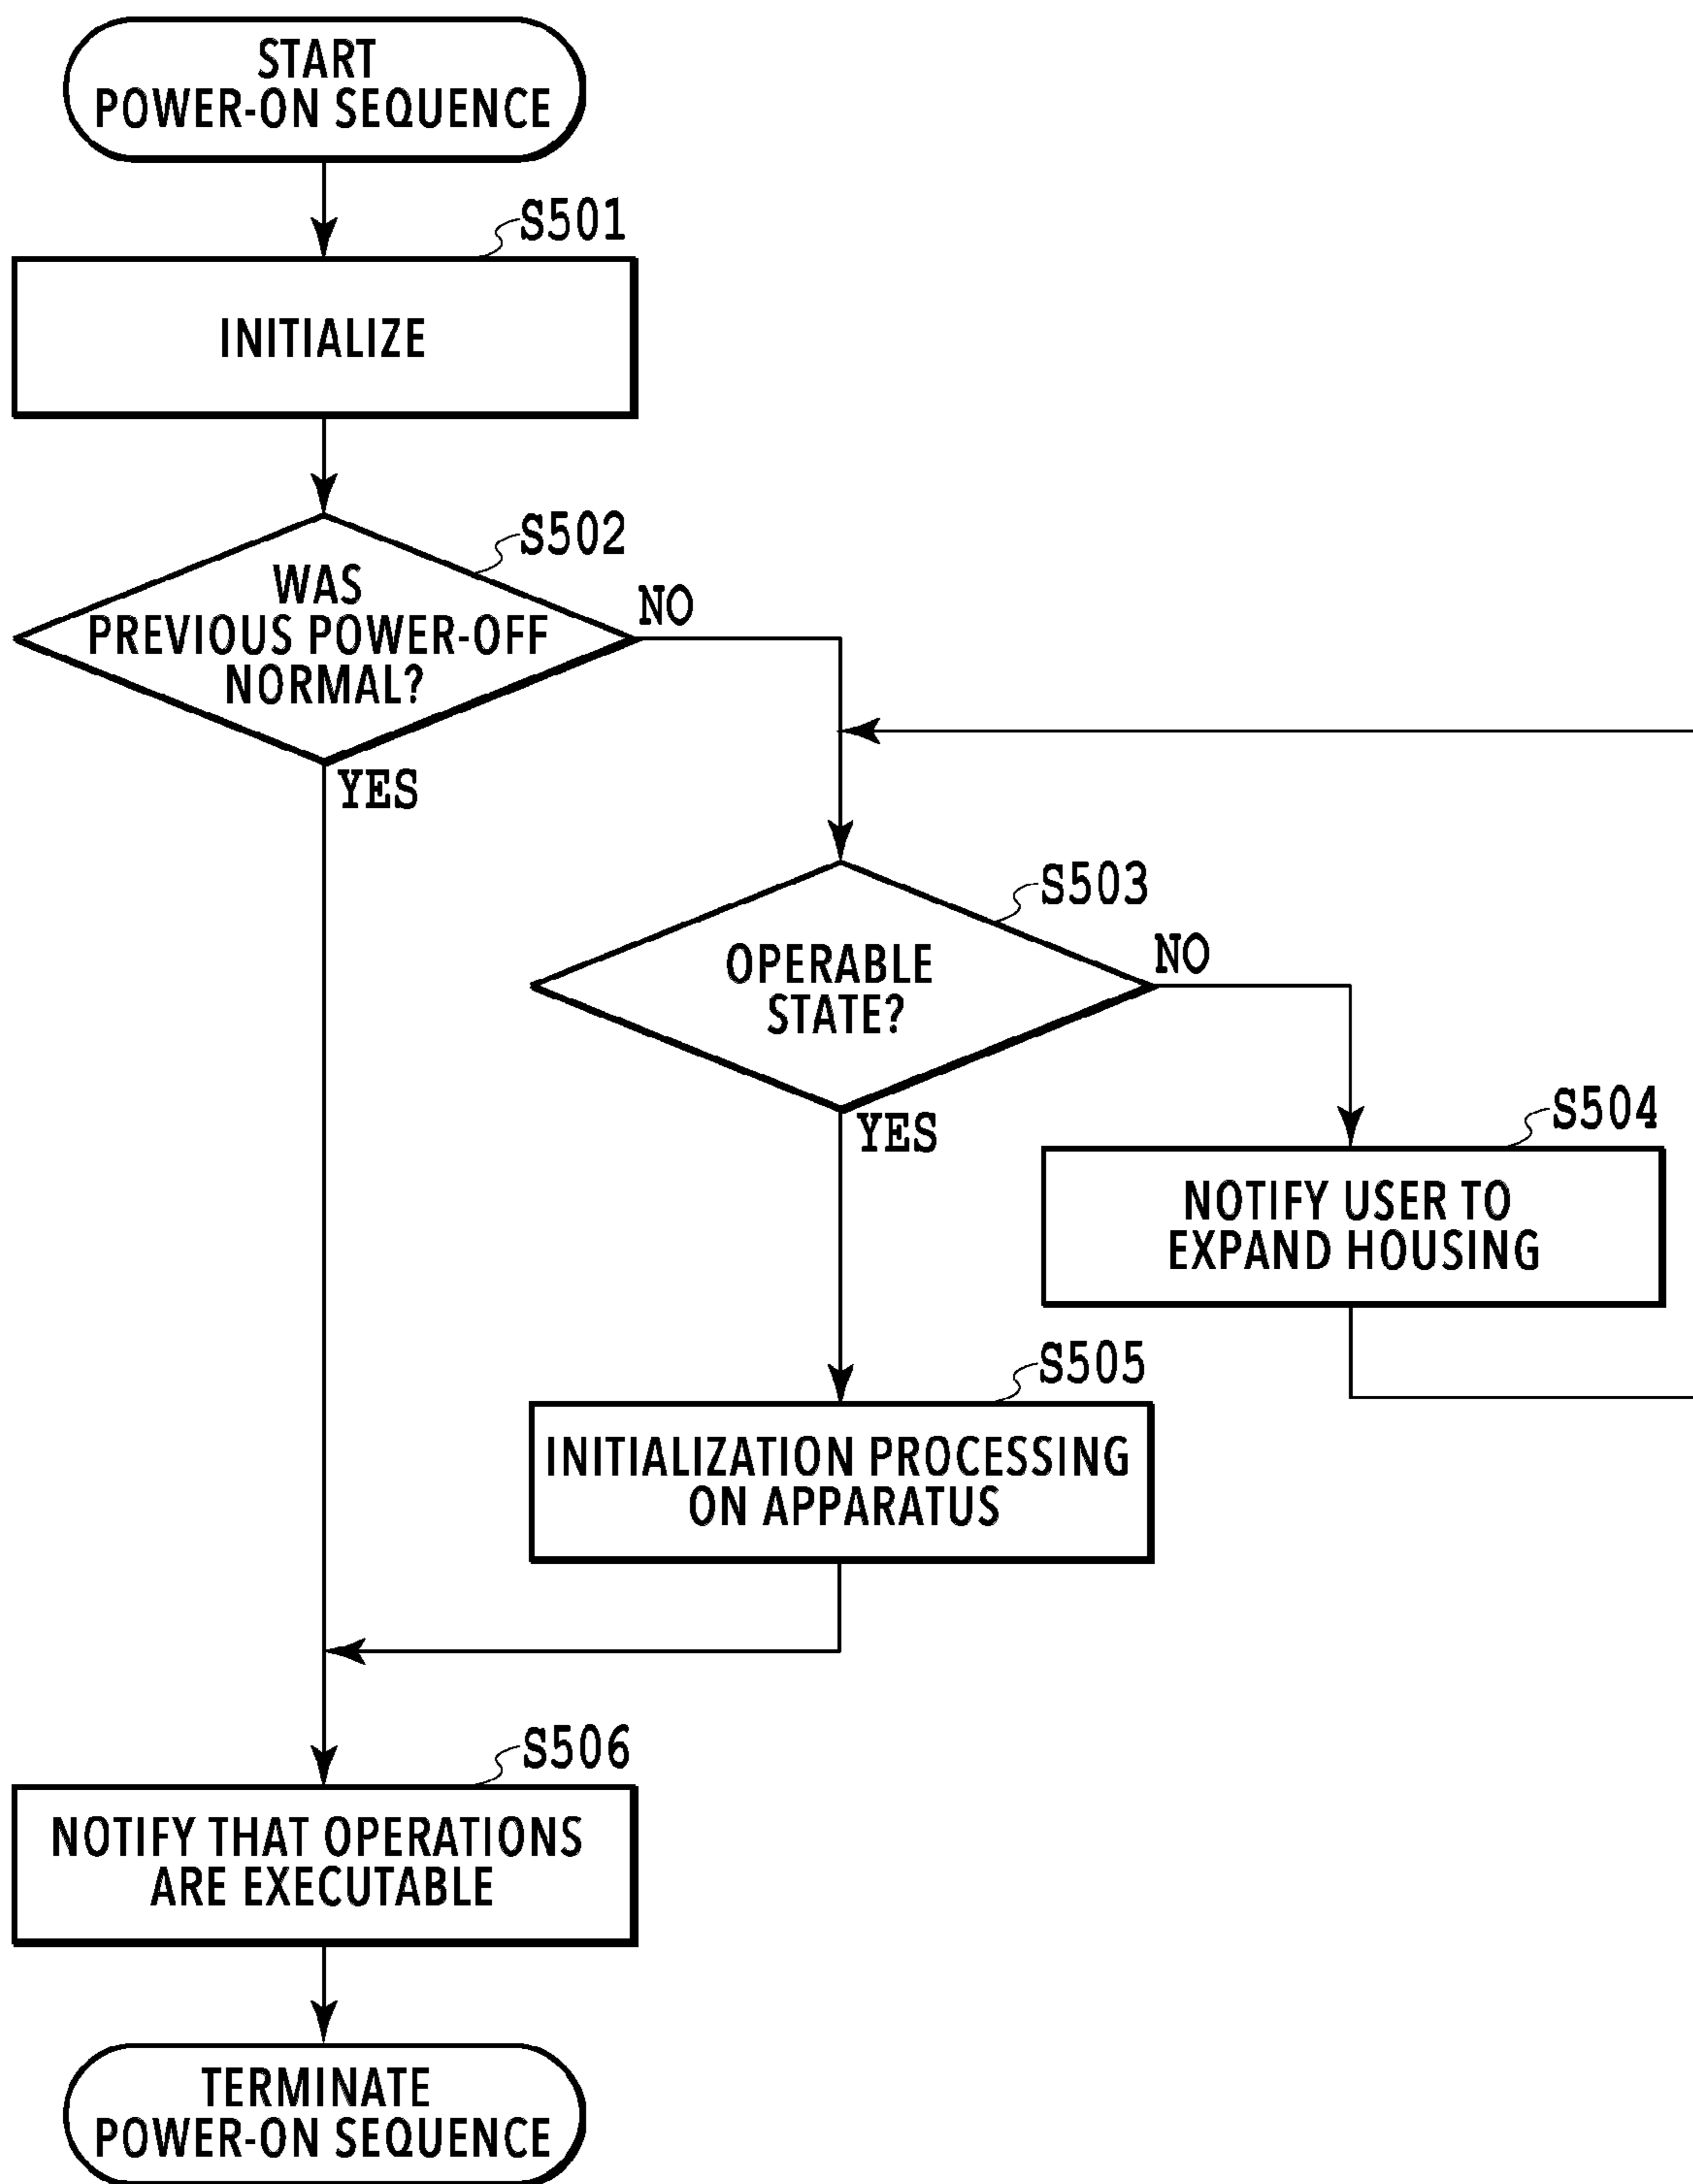 START
POWER-ON SEQUENCE
S501
INITIALIZE
S502
WAS
PREVIOUS POWER-OFF
NORMAL?
NO
YES
S503
OPERABLE
STATE?
NO
YES
S504
NOTIFY USER TO
EXPAND HOUSING
S505
INITIALIZATION PROCESSING
ON APPARATUS
S506
NOTIFY THAT OPERATIONS
ARE EXECUTABLE
TERMINATE
POWER-ON SEQUENCE